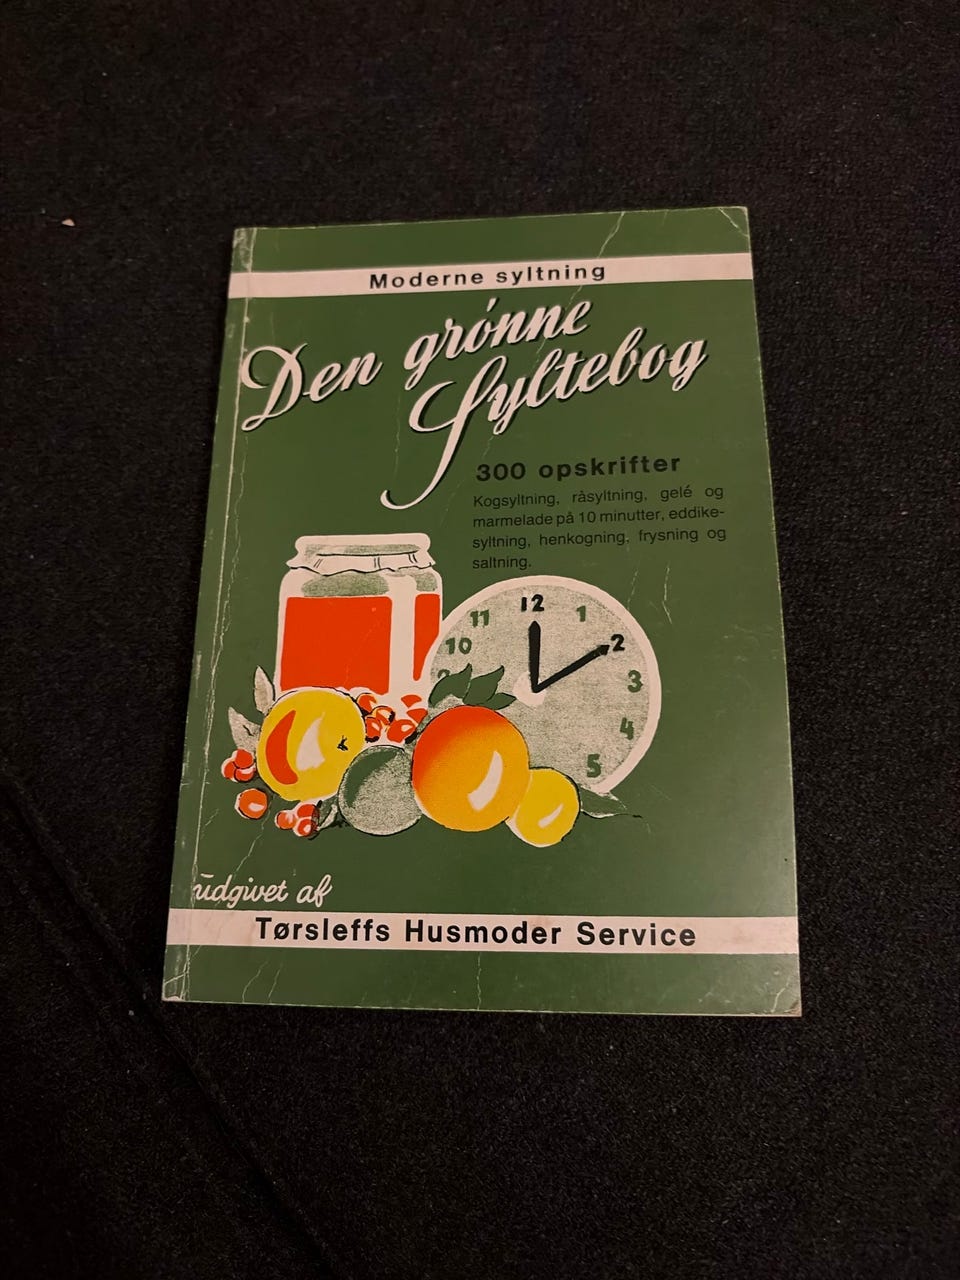 Moderne syltning
Den grønne
Syltebog
300 opskrifter
Kogsyltning, råsyltning, gelé og
marmelade på 10 minutter, eddike-
syltning, henkogning, frysning og
saltning.
12
11
1
10
2
9
3
4
5
udgivet af
Tørsleffs Husmoder Service